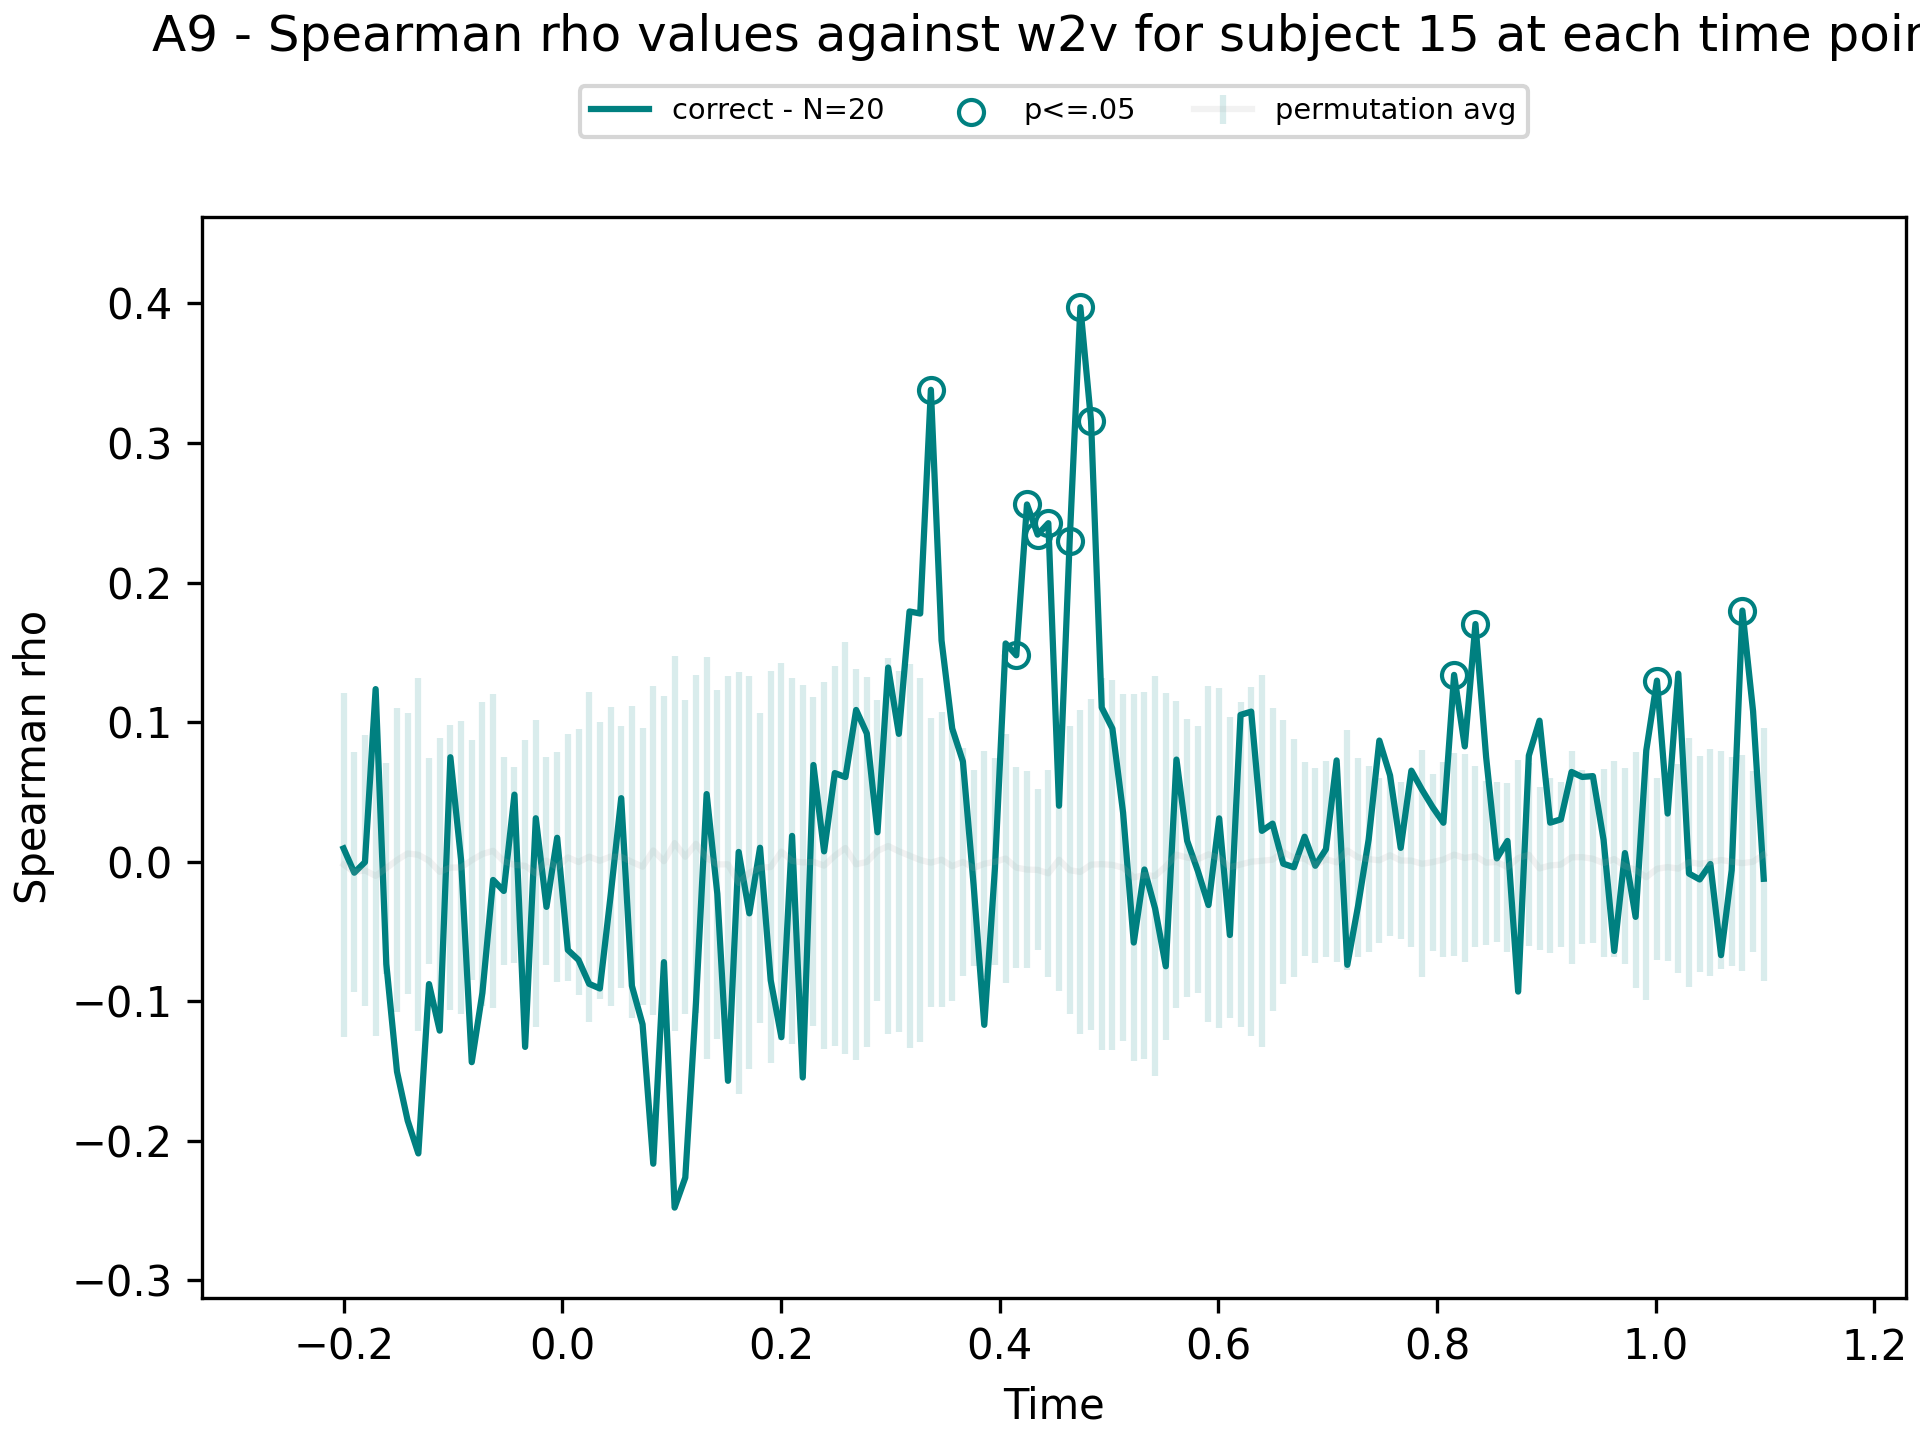 A9 - Spearman rho values against w2v for subject 15 at each time
correct - N=20 p<=.05 permutation avg
0.4
0.3
0.2
0.1
0.0
−0.1
−0.2
−0.3
Spearman rho
−0.2 0.0 0.2 0.4 0.6 0.8 1.0 1.2
Time